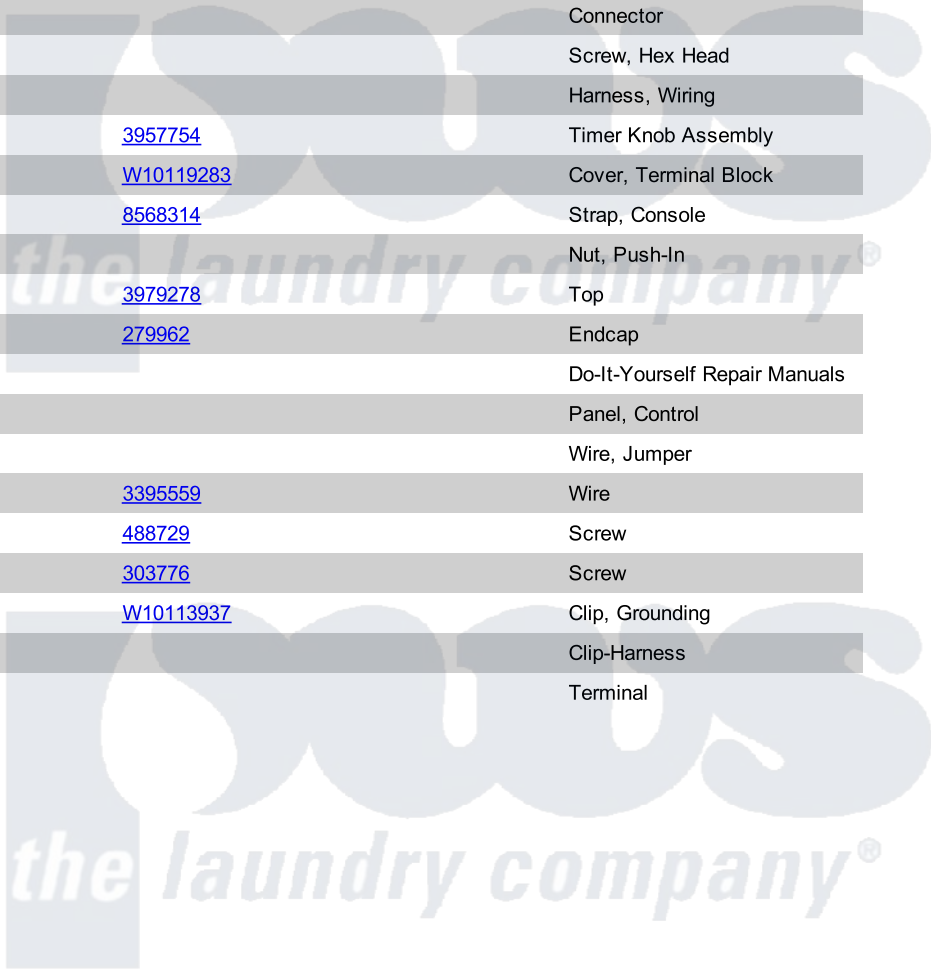 Connector
Screw, Hex Head
Harness, Wiring
3957754 Timer Knob Assembly
W10119283 Cover, Terminal Block
8568314 Strap, Console
Nut, Push-In
the laundry company®
3979278 Top
279962 Endcap
Do-It-Yourself Repair Manuals
Panel, Control
Wire, Jumper
3395559 Wire
488729 Screw
303776 Screw
W10113937 Clip, Grounding
Clip-Harness
Terminal
pws
the laundry company®